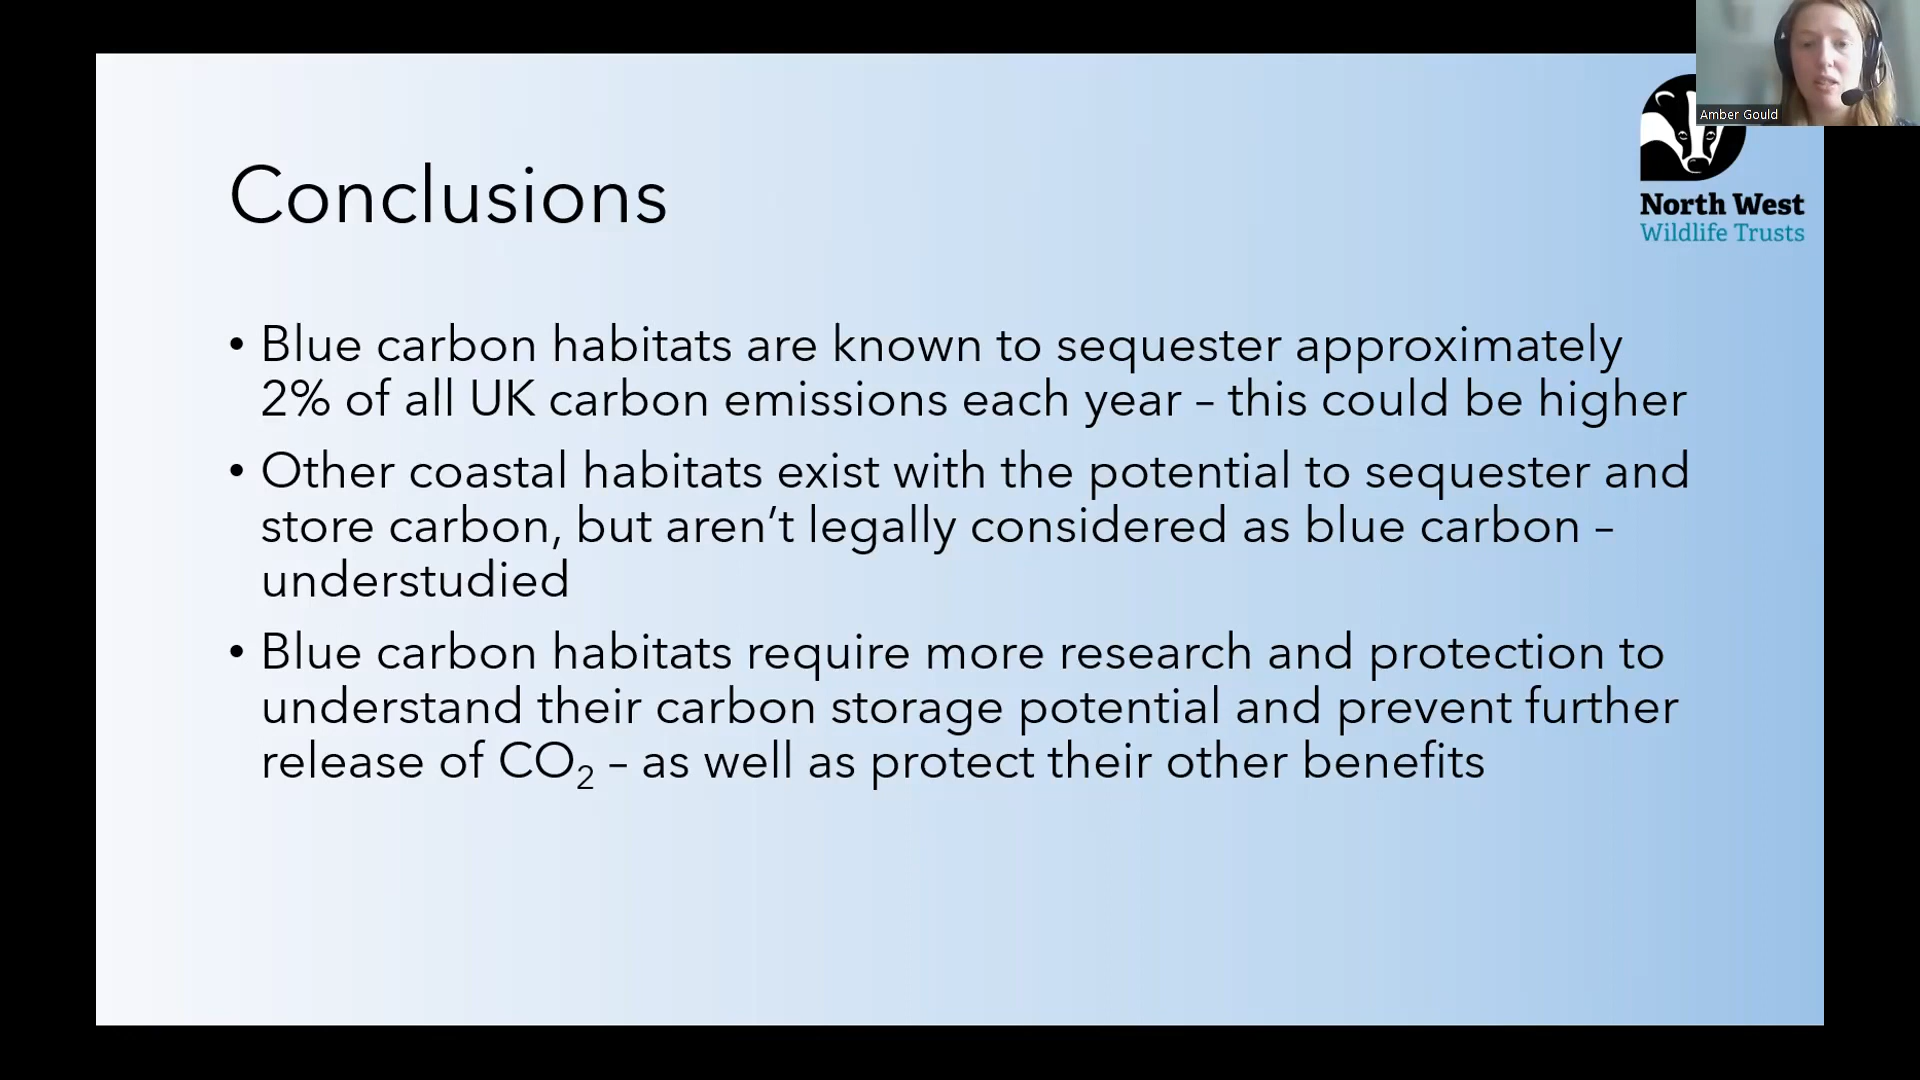 Amber Gould
North West
Wildlife Trusts
Conclusions
• Blue carbon habitats are known to sequester approximately
2% of all UK carbon emissions each year – this could be higher
• Other coastal habitats exist with the potential to sequester and
store carbon, but aren’t legally considered as blue carbon –
understudied
• Blue carbon habitats require more research and protection to
understand their carbon storage potential and prevent further
release of CO₂ – as well as protect their other benefits